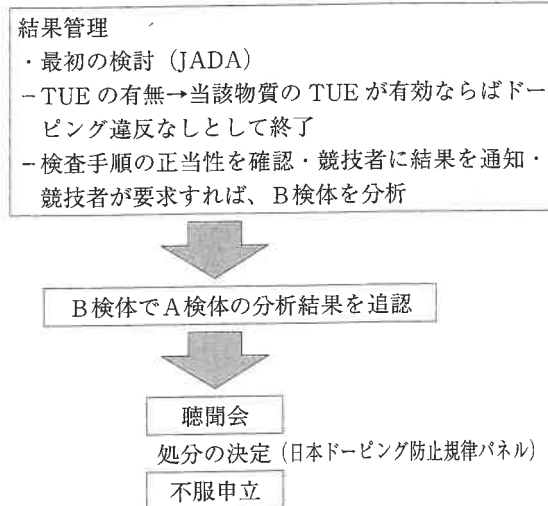 結果管理
・最初の検討（JADA）
－TUEの有無→当該物質のTUEが有効ならばドー
ピング違反なしとして終了
－検査手順の正当性を確認・競技者に結果を通知・
競技者が要求すれば、B検体を分析
B検体でA検体の分析結果を追認
聴聞会
処分の決定（日本ドーピング防止規律パネル）
不服申立